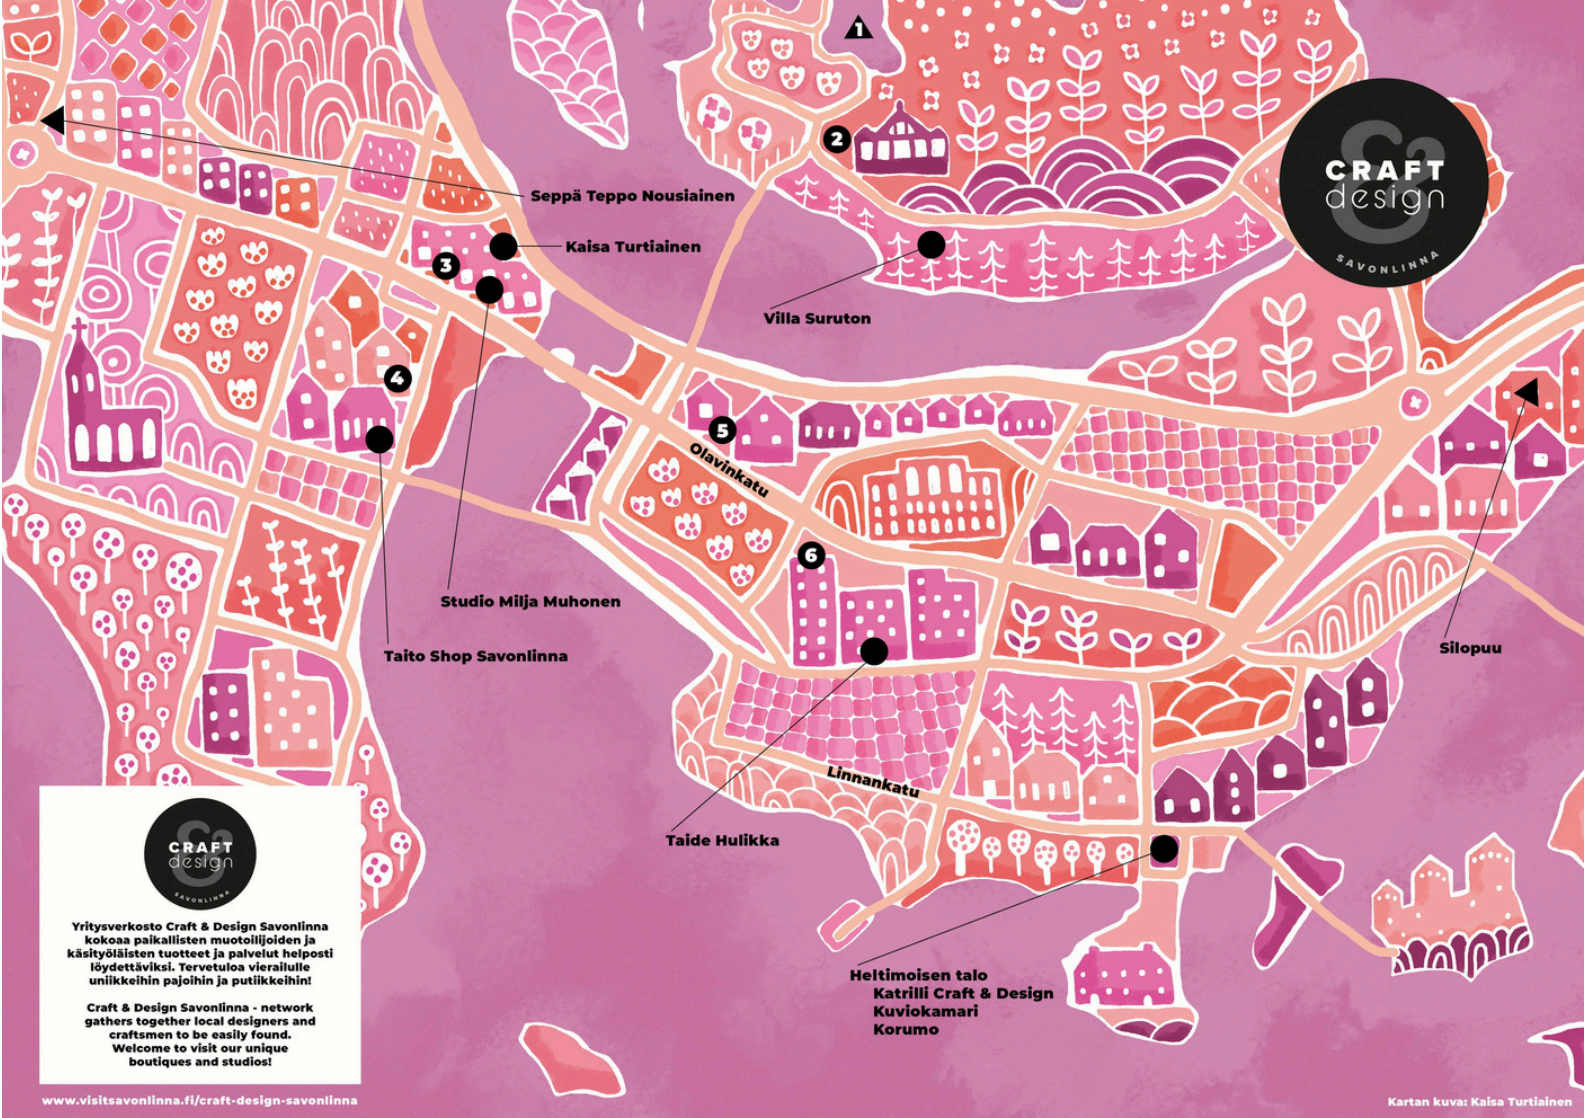 1
2
CRAFT
&
design
SAVONLINNA
Seppä Teppo Nousiainen
Kaisa Turtiainen
3
Villa Suruton
4
5
Olavinkatu
6
Studio Milja Muhonen
Taito Shop Savonlinna
Silopuu
Linnankatu
Taide Hulikka
Heltimoisen talo
Katrilli Craft & Design
Kuviokamari
Korumo
CRAFT
&
design
SAVONLINNA
Yritysverkosto Craft & Design Savonlinna
kokoaa paikallisten muotoilijoiden ja
käsityöläisten tuotteet ja palvelut helposti
löydettäviksi. Tervetuloa vierailulle
uniikkeihin pajoihin ja putiikkeihin!
Craft & Design Savonlinna - network
gathers together local designers and
craftsmen to be easily found.
Welcome to visit our unique
boutiques and studios!
www.visitsavonlinna.fi/craft-design-savonlinna
Kartan kuva: Kaisa Turtiainen